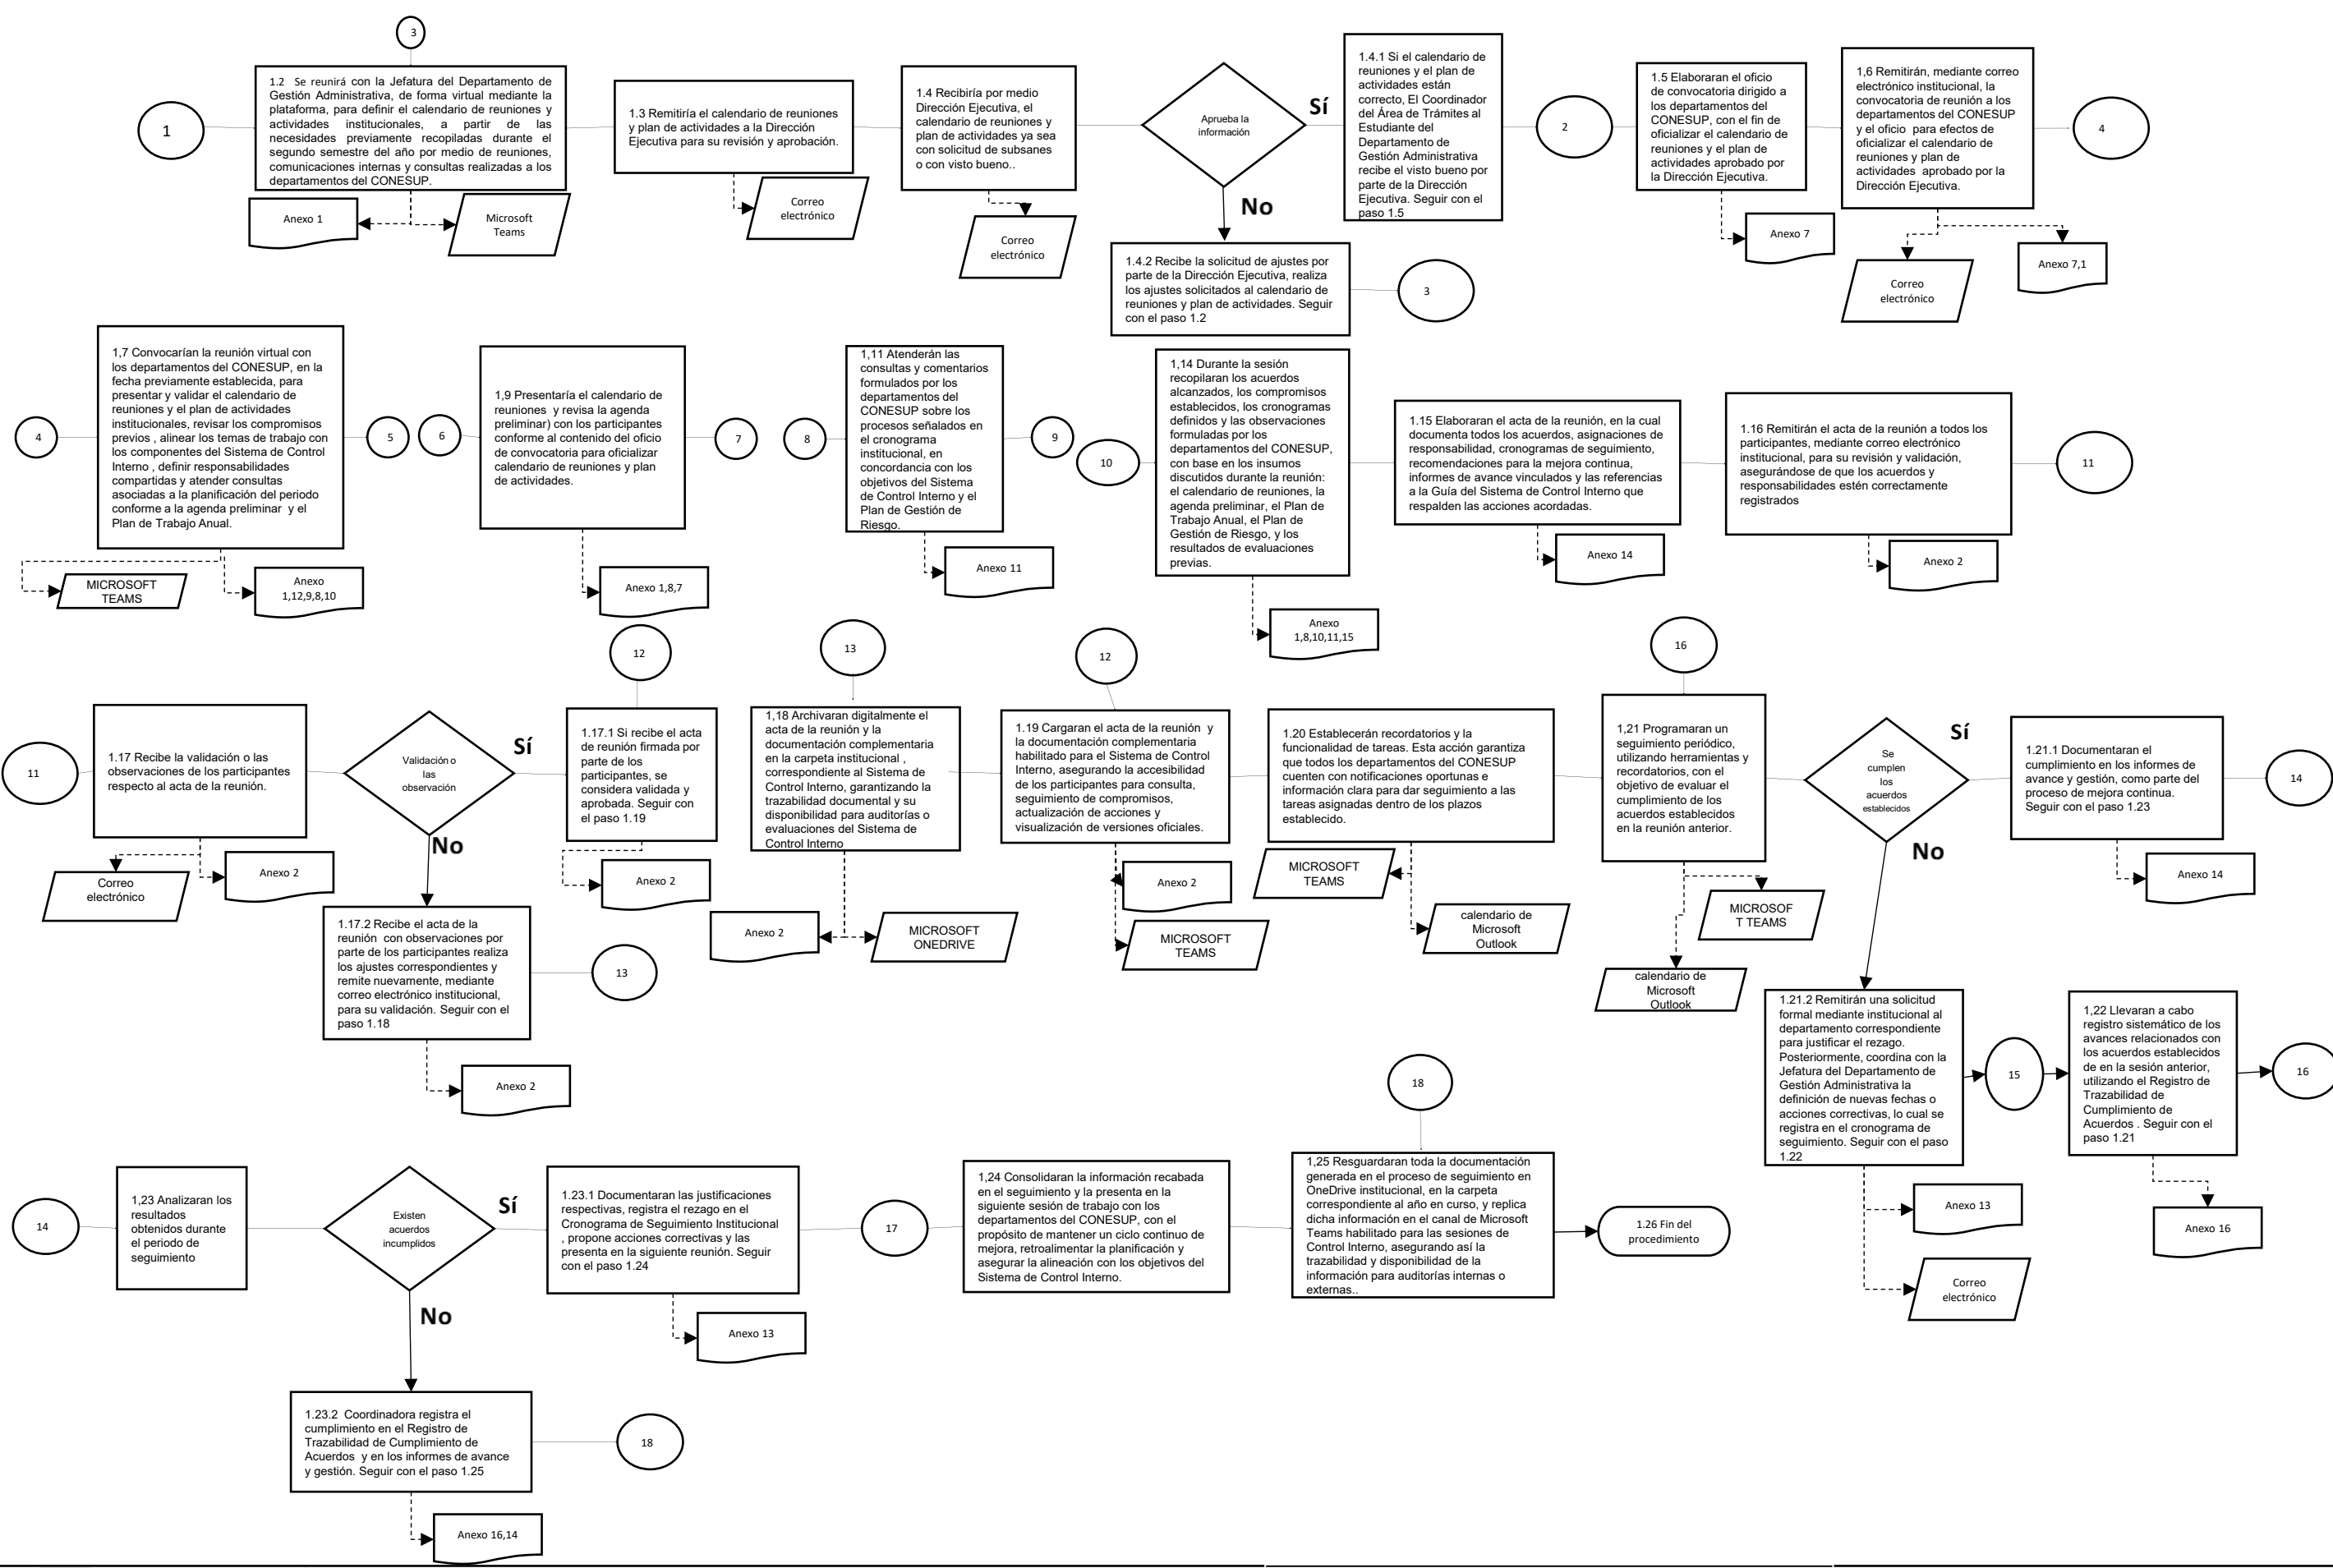 3
1
1.2 Se reunirá con la Jefatura del Departamento de
Gestión Administrativa, de forma virtual mediante la
plataforma, para definir el calendario de reuniones y
actividades institucionales, a partir de las
necesidades previamente recopiladas durante el
segundo semestre del año por medio de reuniones,
comunicaciones internas y consultas realizadas a los
departamentos del CONESUP.
Anexo 1
Microsoft
Teams
1.3 Remitiría el calendario de reuniones
y plan de actividades a la Dirección
Ejecutiva para su revisión y aprobación.
Correo
electrónico
1.4 Recibiría por medio
Dirección Ejecutiva, el
calendario de reuniones y
plan de actividades ya sea
con solicitud de subsanes
o con visto bueno..
Correo
electrónico
Aprueba la
información
Sí
No
1.4.1 Si el calendario de
reuniones y el plan de
actividades están
correcto, El Coordinador
del Área de Trámites al
Estudiante del
Departamento de
Gestión Administrativa
recibe el visto bueno por
parte de la Dirección
Ejecutiva. Seguir con el
paso 1.5
2
1.4.2 Recibe la solicitud de ajustes por
parte de la Dirección Ejecutiva, realiza
los ajustes solicitados al calendario de
reuniones y plan de actividades. Seguir
con el paso 1.2
3
1.5 Elaboraran el oficio
de convocatoria dirigido a
los departamentos del
CONESUP, con el fin de
oficializar el calendario de
reuniones y el plan de
actividades aprobado por
la Dirección Ejecutiva.
Anexo 7
1,6 Remitirán, mediante correo
electrónico institucional, la
convocatoria de reunión a los
departamentos del CONESUP
y el oficio para efectos de
oficializar el calendario de
reuniones y plan de
actividades aprobado por la
Dirección Ejecutiva.
Correo
electrónico
Anexo 7,1
4
4
1,7 Convocarían la reunión virtual con
los departamentos del CONESUP, en la
fecha previamente establecida, para
presentar y validar el calendario de
reuniones y el plan de actividades
institucionales, revisar los compromisos
previos , alinear los temas de trabajo con
los componentes del Sistema de Control
Interno , definir responsabilidades
compartidas y atender consultas
asociadas a la planificación del periodo
conforme a la agenda preliminar y el
Plan de Trabajo Anual.
MICROSOFT
TEAMS
Anexo
1,12,9,8,10
5
6
1,9 Presentaría el calendario de
reuniones y revisa la agenda
preliminar) con los participantes
conforme al contenido del oficio
de convocatoria para oficializar
calendario de reuniones y plan
de actividades.
Anexo 1,8,7
7
8
1,11 Atenderán las
consultas y comentarios
formulados por los
departamentos del
CONESUP sobre los
procesos señalados en
el cronograma
institucional, en
concordancia con los
objetivos del Sistema
de Control Interno y el
Plan de Gestión de
Riesgo.
Anexo 11
9
10
1,14 Durante la sesión
recopilaran los acuerdos
alcanzados, los compromisos
establecidos, los cronogramas
definidos y las observaciones
formuladas por los
departamentos del CONESUP,
con base en los insumos
discutidos durante la reunión:
el calendario de reuniones, la
agenda preliminar, el Plan de
Trabajo Anual, el Plan de
Gestión de Riesgo, y los
resultados de evaluaciones
previas.
Anexo
1,8,10,11,15
1.15 Elaboraran el acta de la reunión, en la cual
documenta todos los acuerdos, asignaciones de
responsabilidad, cronogramas de seguimiento,
recomendaciones para la mejora continua,
informes de avance vinculados y las referencias
a la Guía del Sistema de Control Interno que
respalden las acciones acordadas.
Anexo 14
1.16 Remitirán el acta de la reunión a todos los
participantes, mediante correo electrónico
institucional, para su revisión y validación,
asegurándose de que los acuerdos y
responsabilidades estén correctamente
registrados
Anexo 2
11
11
1.17 Recibe la validación o las
observaciones de los participantes
respecto al acta de la reunión.
Correo
electrónico
Anexo 2
Validación o
las
observación
Sí
No
12
1.17.1 Si recibe el acta
de reunión firmada por
parte de los
participantes, se
considera validada y
aprobada. Seguir con
el paso 1.19
Anexo 2
1.17.2 Recibe el acta de la
reunión con observaciones por
parte de los participantes realiza
los ajustes correspondientes y
remite nuevamente, mediante
correo electrónico institucional,
para su validación. Seguir con el
paso 1.18
Anexo 2
13
13
1,18 Archivaran digitalmente el
acta de la reunión y la
documentación complementaria
en la carpeta institucional ,
correspondiente al Sistema de
Control Interno, garantizando la
trazabilidad documental y su
disponibilidad para auditorías o
evaluaciones del Sistema de
Control Interno
Anexo 2
MICROSOFT
ONEDRIVE
12
1.19 Cargaran el acta de la reunión y
la documentación complementaria
habilitado para el Sistema de Control
Interno, asegurando la accesibilidad
de los participantes para consulta,
seguimiento de compromisos,
actualización de acciones y
visualización de versiones oficiales.
Anexo 2
MICROSOFT
TEAMS
1.20 Establecerán recordatorios y la
funcionalidad de tareas. Esta acción garantiza
que todos los departamentos del CONESUP
cuenten con notificaciones oportunas e
información clara para dar seguimiento a las
tareas asignadas dentro de los plazos
establecido.
MICROSOFT
TEAMS
calendario de
Microsoft
Outlook
16
1,21 Programaran un
seguimiento periódico,
utilizando herramientas y
recordatorios, con el
objetivo de evaluar el
cumplimiento de los
acuerdos establecidos
en la reunión anterior.
MICROSOF
T TEAMS
calendario de
Microsoft
Outlook
Se
cumplen
los
acuerdos
establecidos
Sí
No
1.21.1 Documentaran el
cumplimiento en los informes de
avance y gestión, como parte del
proceso de mejora continua.
Seguir con el paso 1.23
Anexo 14
14
1.21.2 Remitirán una solicitud
formal mediante institucional al
departamento correspondiente
para justificar el rezago.
Posteriormente, coordina con la
Jefatura del Departamento de
Gestión Administrativa la
definición de nuevas fechas o
acciones correctivas, lo cual se
registra en el cronograma de
seguimiento. Seguir con el paso
1.22
Anexo 13
Correo
electrónico
15
1,22 Llevaran a cabo
registro sistemático de los
avances relacionados con
los acuerdos establecidos
de en la sesión anterior,
utilizando el Registro de
Trazabilidad de
Cumplimiento de
Acuerdos . Seguir con el
paso 1.21
Anexo 16
16
14
1,23 Analizaran los
resultados
obtenidos durante
el periodo de
seguimiento
Existen
acuerdos
incumplidos
Sí
No
1.23.1 Documentaran las justificaciones
respectivas, registra el rezago en el
Cronograma de Seguimiento Institucional
, propone acciones correctivas y las
presenta en la siguiente reunión. Seguir
con el paso 1.24
Anexo 13
17
1,24 Consolidaran la información recabada
en el seguimiento y la presenta en la
siguiente sesión de trabajo con los
departamentos del CONESUP, con el
propósito de mantener un ciclo continuo de
mejora, retroalimentar la planificación y
asegurar la alineación con los objetivos del
Sistema de Control Interno.
18
1,25 Resguardaran toda la documentación
generada en el proceso de seguimiento en
OneDrive institucional, en la carpeta
correspondiente al año en curso, y replica
dicha información en el canal de Microsoft
Teams habilitado para las sesiones de
Control Interno, asegurando así la
trazabilidad y disponibilidad de la
información para auditorías internas o
externas..
1.26 Fin del
procedimiento
1.23.2 Coordinadora registra el
cumplimiento en el Registro de
Trazabilidad de Cumplimiento de
Acuerdos y en los informes de avance
y gestión. Seguir con el paso 1.25
Anexo 16,14
18